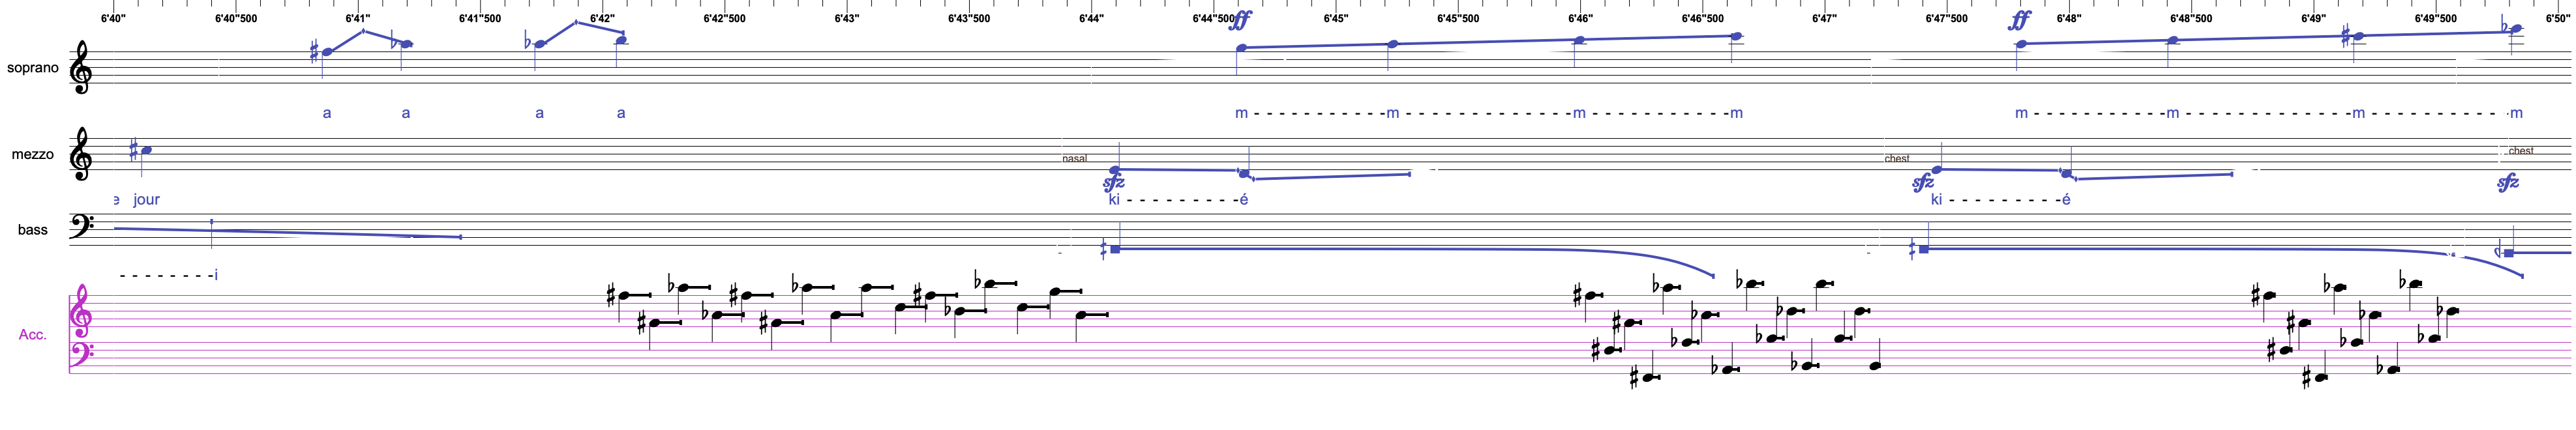 6'40" 6'40"500 6'41" 6'41"500 6'42" 6'42"500 6'43" 6'43"500 6'44" 6'44"500 6'45" 6'45"500 6'46" 6'46"500 6'47" 6'47"500 6'48" 6'48"500 6'49" 6'49"500 6'50"
ff ff
soprano
a a a a m - - - - - - - - - - - -m- - - - - - - - - - - - - - - -m- - - - - - - - - - - - -m m - - - - - - - - - - - -m- - - - - - - - - - - - - - - -m- - - - - - - - - - - - - -m
mezzo nasal chest chest
sfz sfz sfz
e jour ki - - - - - - - - -é ki - - - - - - - -é
bass
- - - - - - - -i
Acc.